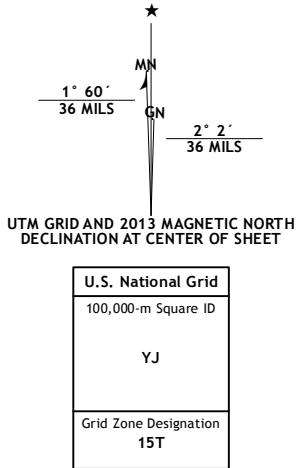 MN
1° 60´
36 MILS
GN
2° 2´
36 MILS
UTM GRID AND 2013 MAGNETIC NORTH
DECLINATION AT CENTER OF SHEET
U.S. National Grid
100,000-m Square ID
YJ
Grid Zone Designation
15T